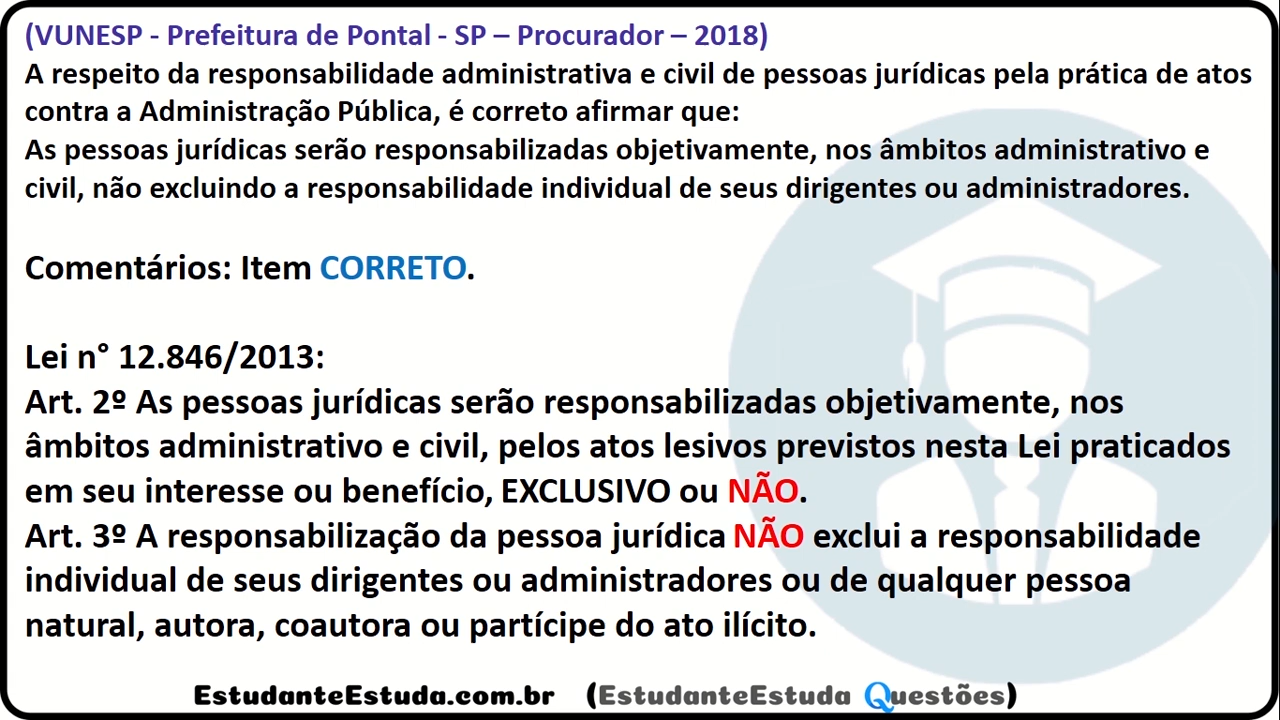 (VUNESP - Prefeitura de Pontal - SP – Procurador – 2018)
A respeito da responsabilidade administrativa e civil de pessoas jurídicas pela prática de atos
contra a Administração Pública, é correto afirmar que:
As pessoas jurídicas serão responsabilizadas objetivamente, nos âmbitos administrativo e
civil, não excluindo a responsabilidade individual de seus dirigentes ou administradores.
Comentários: Item CORRETO.
Lei n° 12.846/2013:
Art. 2º As pessoas jurídicas serão responsabilizadas objetivamente, nos
âmbitos administrativo e civil, pelos atos lesivos previstos nesta Lei praticados
em seu interesse ou benefício, EXCLUSIVO ou NÃO.
Art. 3º A responsabilização da pessoa jurídica NÃO exclui a responsabilidade
individual de seus dirigentes ou administradores ou de qualquer pessoa
natural, autora, coautora ou partícipe do ato ilícito.
EstudanteEstuda.com.br (EstudanteEstuda Questões)